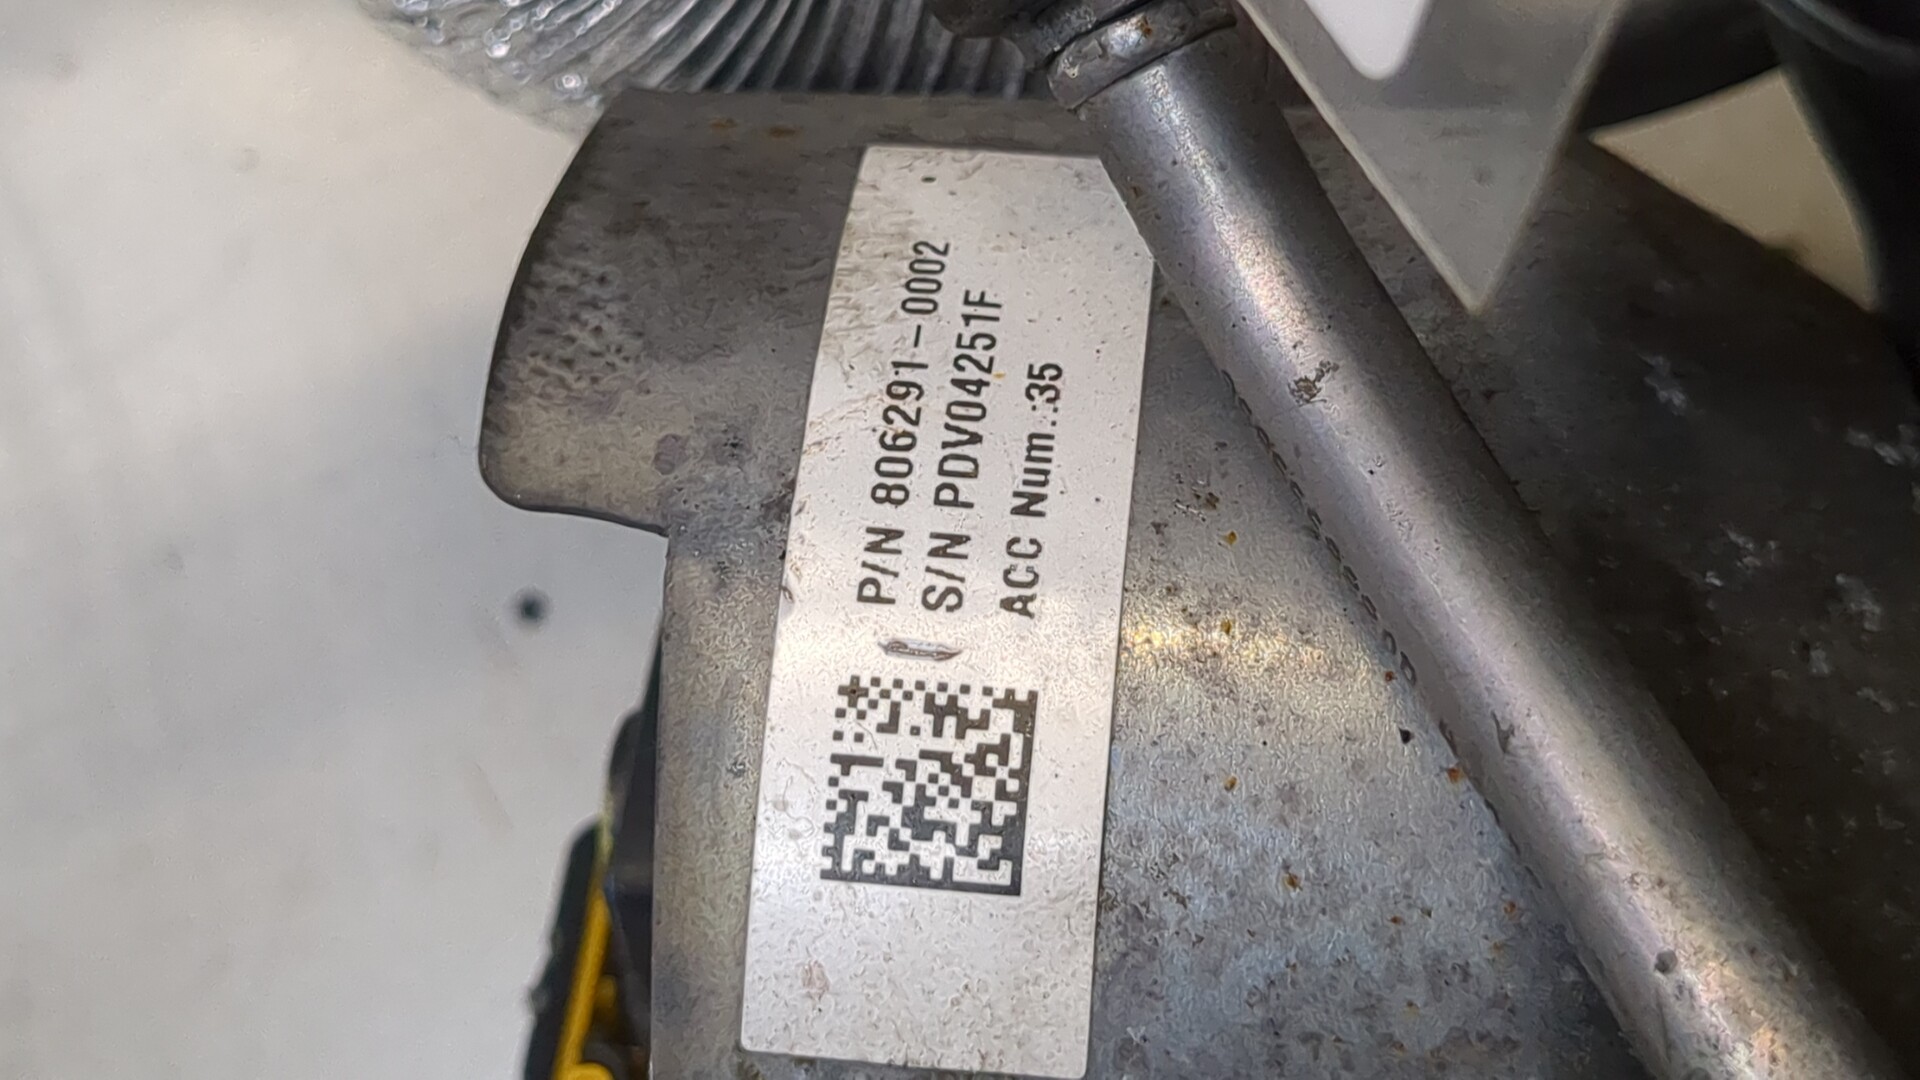 P/N 806291-0002
S/N PDV04251F
ACC Num.:35